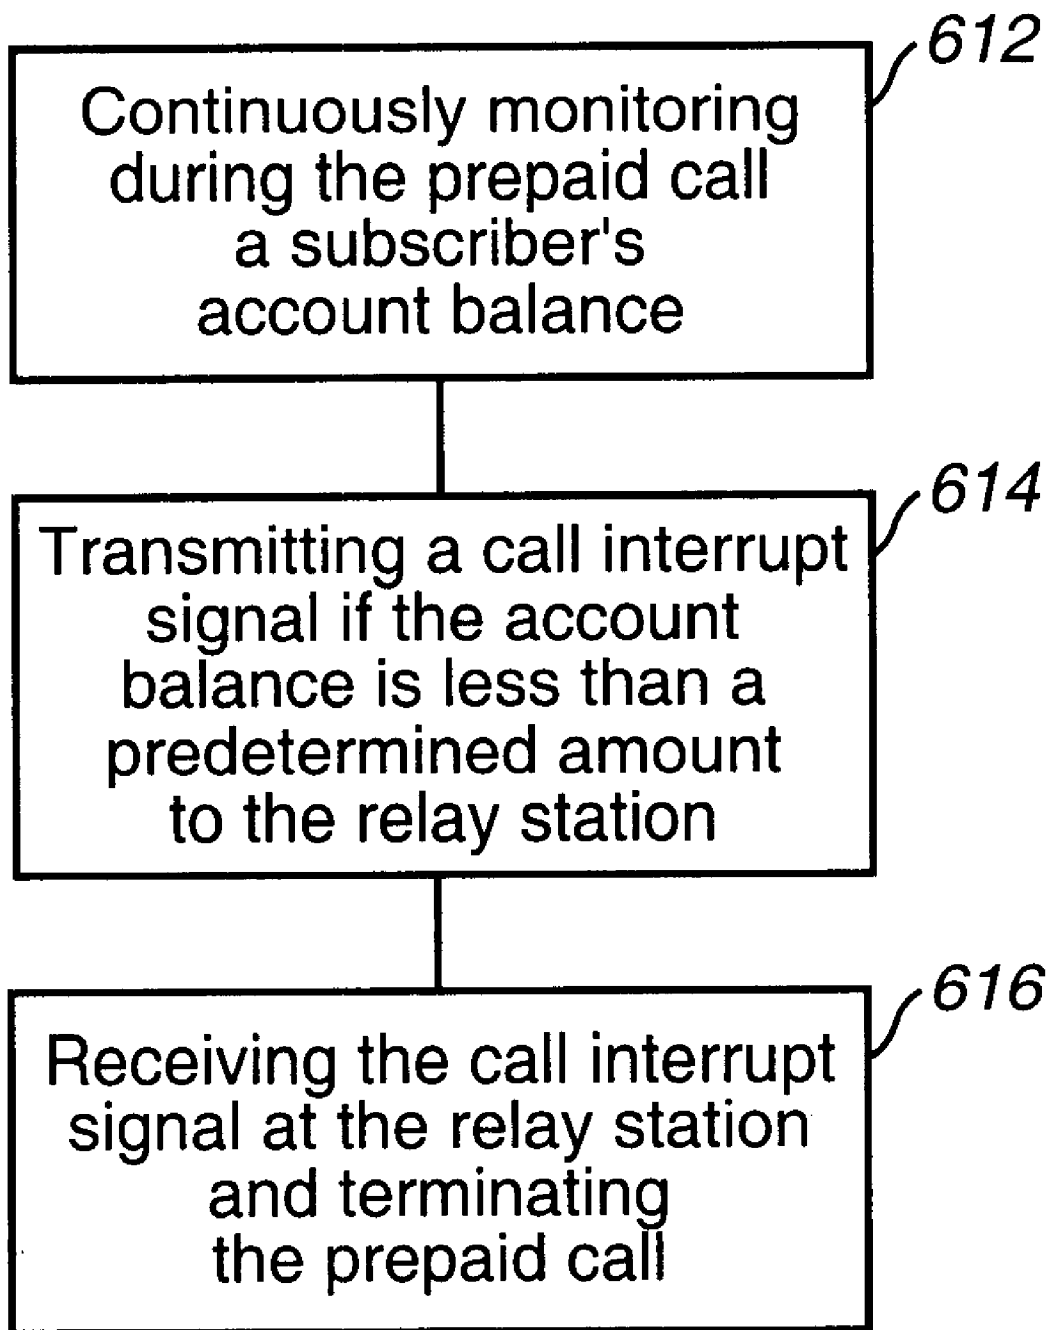 612
Continuously monitoring
during the prepaid call
a subscriber's
account balance
614
Transmitting a call interrupt
signal if the account
balance is less than a
predetermined amount
to the relay station
616
Receiving the call interrupt
signal at the relay station
and terminating
the prepaid call